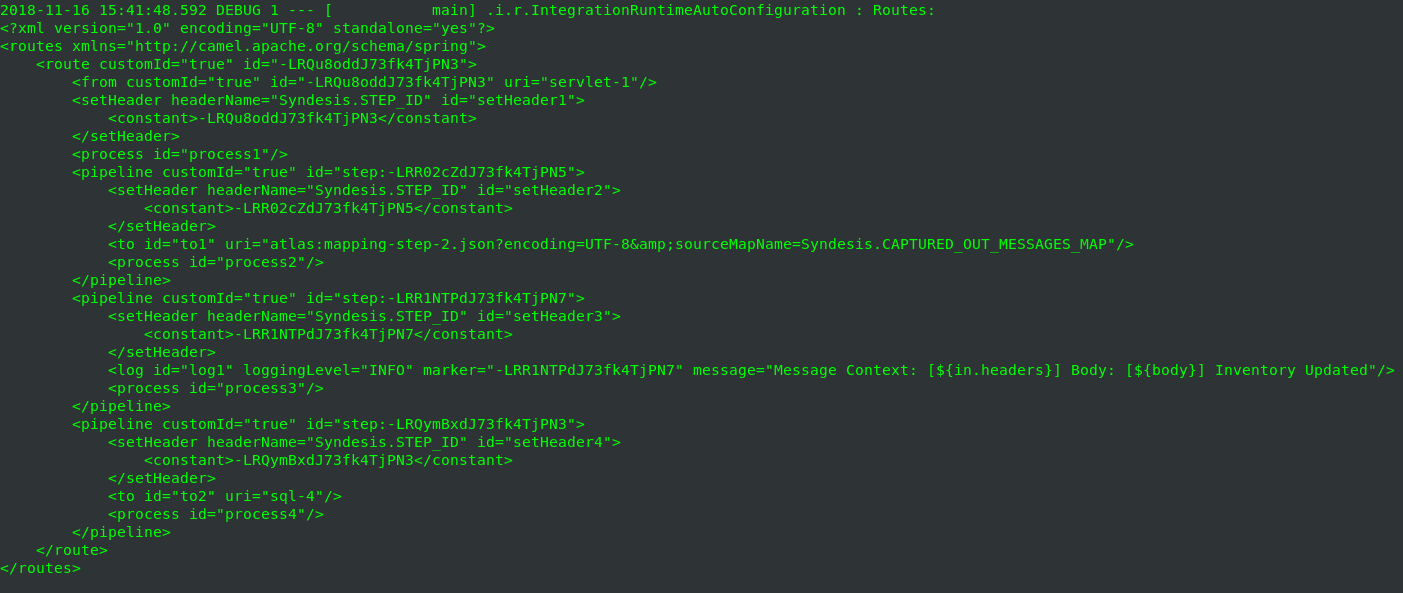 2018-11-16 15:41:48.592 DEBUG 1 --- [           main] .i.r.IntegrationRuntimeAutoConfiguration : Routes:
<?xml version="1.0" encoding="UTF-8" standalone="yes"?>
<routes xmlns="http://camel.apache.org/schema/spring">
    <route customId="true" id="-LRQu8oddJ73fk4TjPN3">
        <from customId="true" id="-LRQu8oddJ73fk4TjPN3" uri="servlet-1"/>
        <setHeader headerName="Syndesis.STEP_ID" id="setHeader1">
            <constant>-LRQu8oddJ73fk4TjPN3</constant>
        </setHeader>
        <process id="process1"/>
        <pipeline customId="true" id="step:-LRR02cZdJ73fk4TjPN5">
            <setHeader headerName="Syndesis.STEP_ID" id="setHeader2">
                <constant>-LRR02cZdJ73fk4TjPN5</constant>
            </setHeader>
            <to id="to1" uri="atlas:mapping-step-2.json?encoding=UTF-8&amp;sourceMapName=Syndesis.CAPTURED_OUT_MESSAGES_MAP"/>
            <process id="process2"/>
        </pipeline>
        <pipeline customId="true" id="step:-LRR1NTPdJ73fk4TjPN7">
            <setHeader headerName="Syndesis.STEP_ID" id="setHeader3">
                <constant>-LRR1NTPdJ73fk4TjPN7</constant>
            </setHeader>
            <log id="log1" loggingLevel="INFO" marker="-LRR1NTPdJ73fk4TjPN7" message="Message Context: [${in.headers}] Body: [${body}] Inventory Updated"/>
            <process id="process3"/>
        </pipeline>
        <pipeline customId="true" id="step:-LRQymBxdJ73fk4TjPN3">
            <setHeader headerName="Syndesis.STEP_ID" id="setHeader4">
                <constant>-LRQymBxdJ73fk4TjPN3</constant>
            </setHeader>
            <to id="to2" uri="sql-4"/>
            <process id="process4"/>
        </pipeline>
    </route>
</routes>